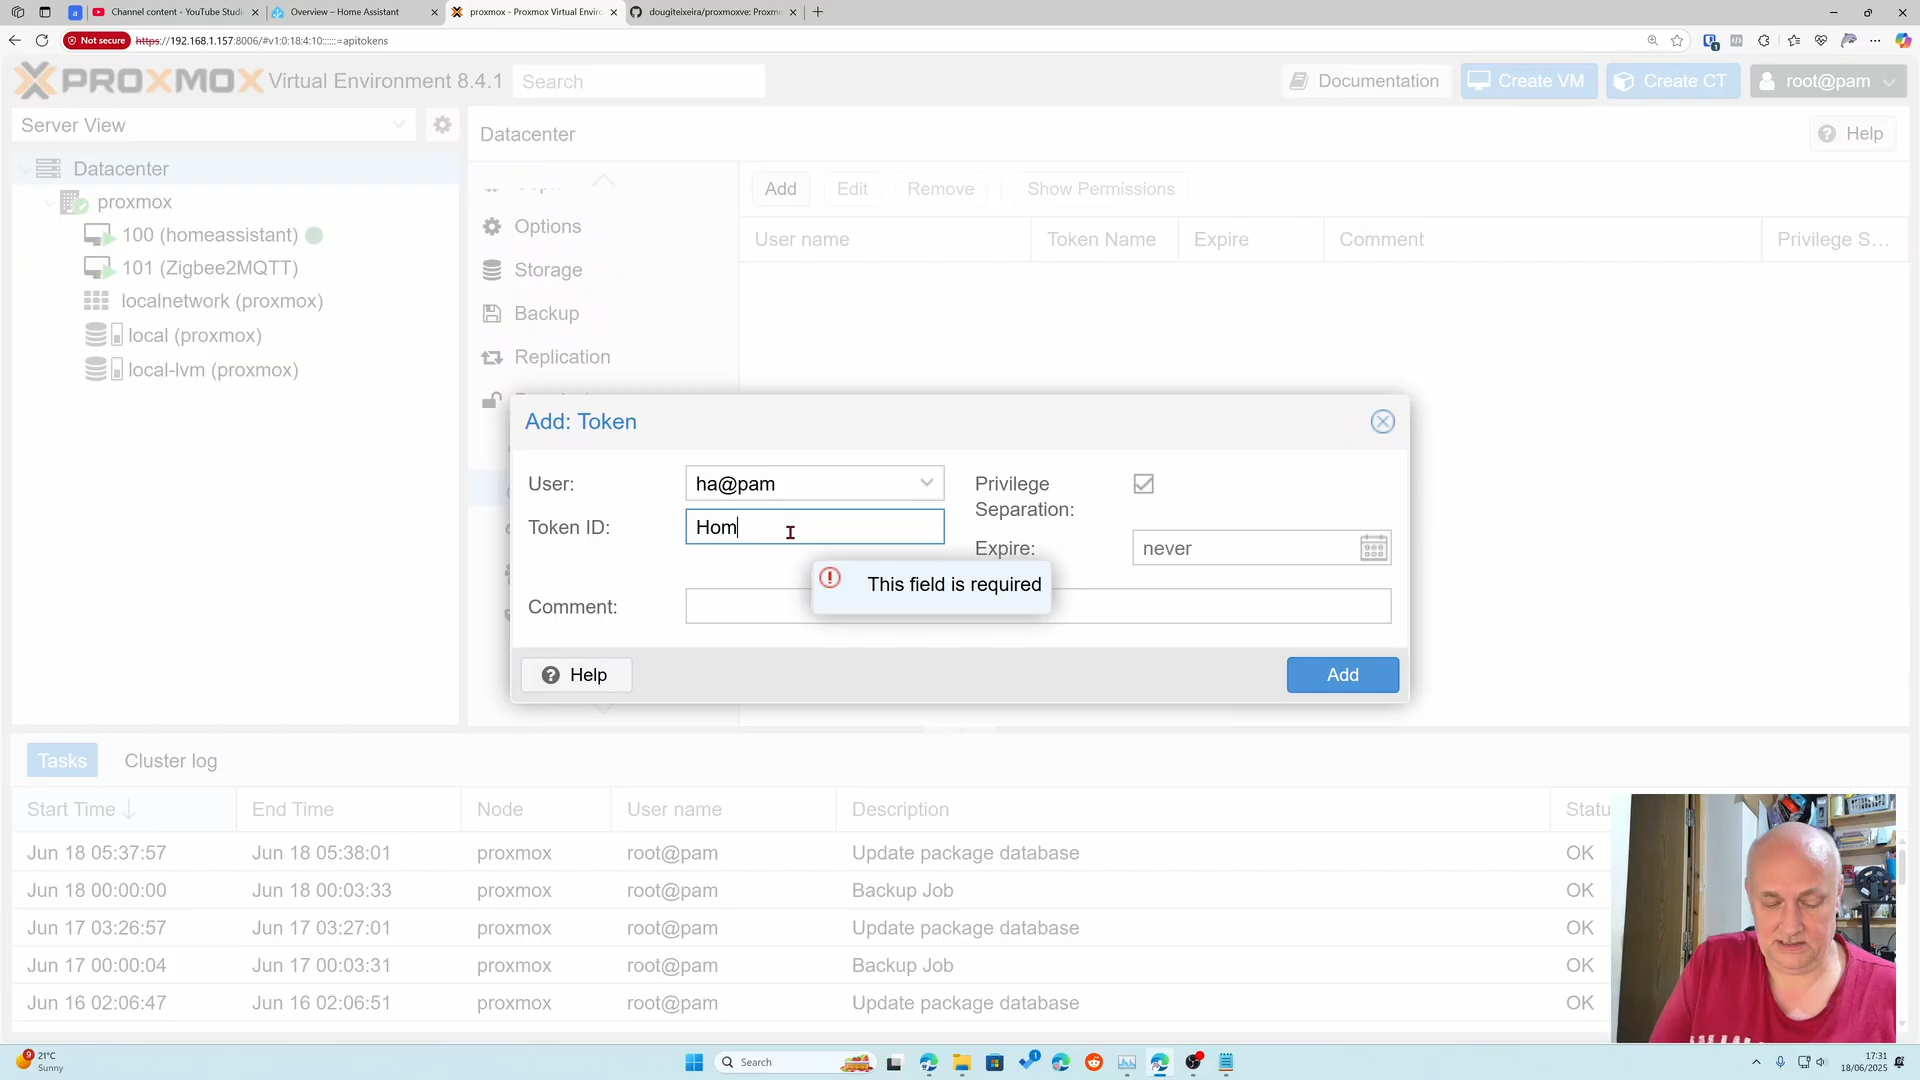 Channel content - YouTube Studi
Overview – Home Assistant
proxmox - Proxmox Virtual Enviro
dougiteixeira/proxmoxve: Proxm
Not secure
https://192.168.1.157:8006/#v1:0:18:4:10::::::=apitokens
PROXMOX Virtual Environment 8.4.1
Search
Documentation
Create VM
Create CT
root@pam
Server View
Datacenter
proxmox
100 (homeassistant)
101 (Zigbee2MQTT)
localnetwork (proxmox)
local (proxmox)
local-lvm (proxmox)
Datacenter
Help
Options
Storage
Backup
Replication
Add
Edit
Remove
Show Permissions
User name
Token Name
Expire
Comment
Privilege S...
Add: Token
User:
ha@pam
Privilege
Separation:
Token ID:
Hom
Expire:
never
This field is required
Comment:
Help
Add
Tasks
Cluster log
Start Time
End Time
Node
User name
Description
Statu
Jun 18 05:37:57 Jun 18 05:38:01 proxmox root@pam Update package database OK
Jun 18 00:00:00 Jun 18 00:03:33 proxmox root@pam Backup Job OK
Jun 17 03:26:57 Jun 17 03:27:01 proxmox root@pam Update package database OK
Jun 17 00:00:04 Jun 17 00:03:31 proxmox root@pam Backup Job OK
Jun 16 02:06:47 Jun 16 02:06:51 proxmox root@pam Update package database OK
9
21°C
Sunny
Search
1
17:31
18/06/2025